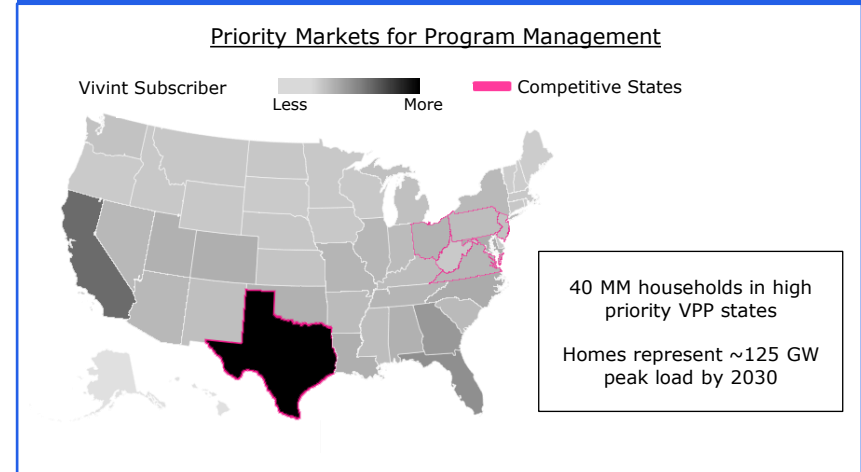 Priority Markets for Program Management
Vivint Subscriber
Less
More
Competitive States
40 MM households in high
priority VPP states
Homes represent ~125 GW
peak load by 2030